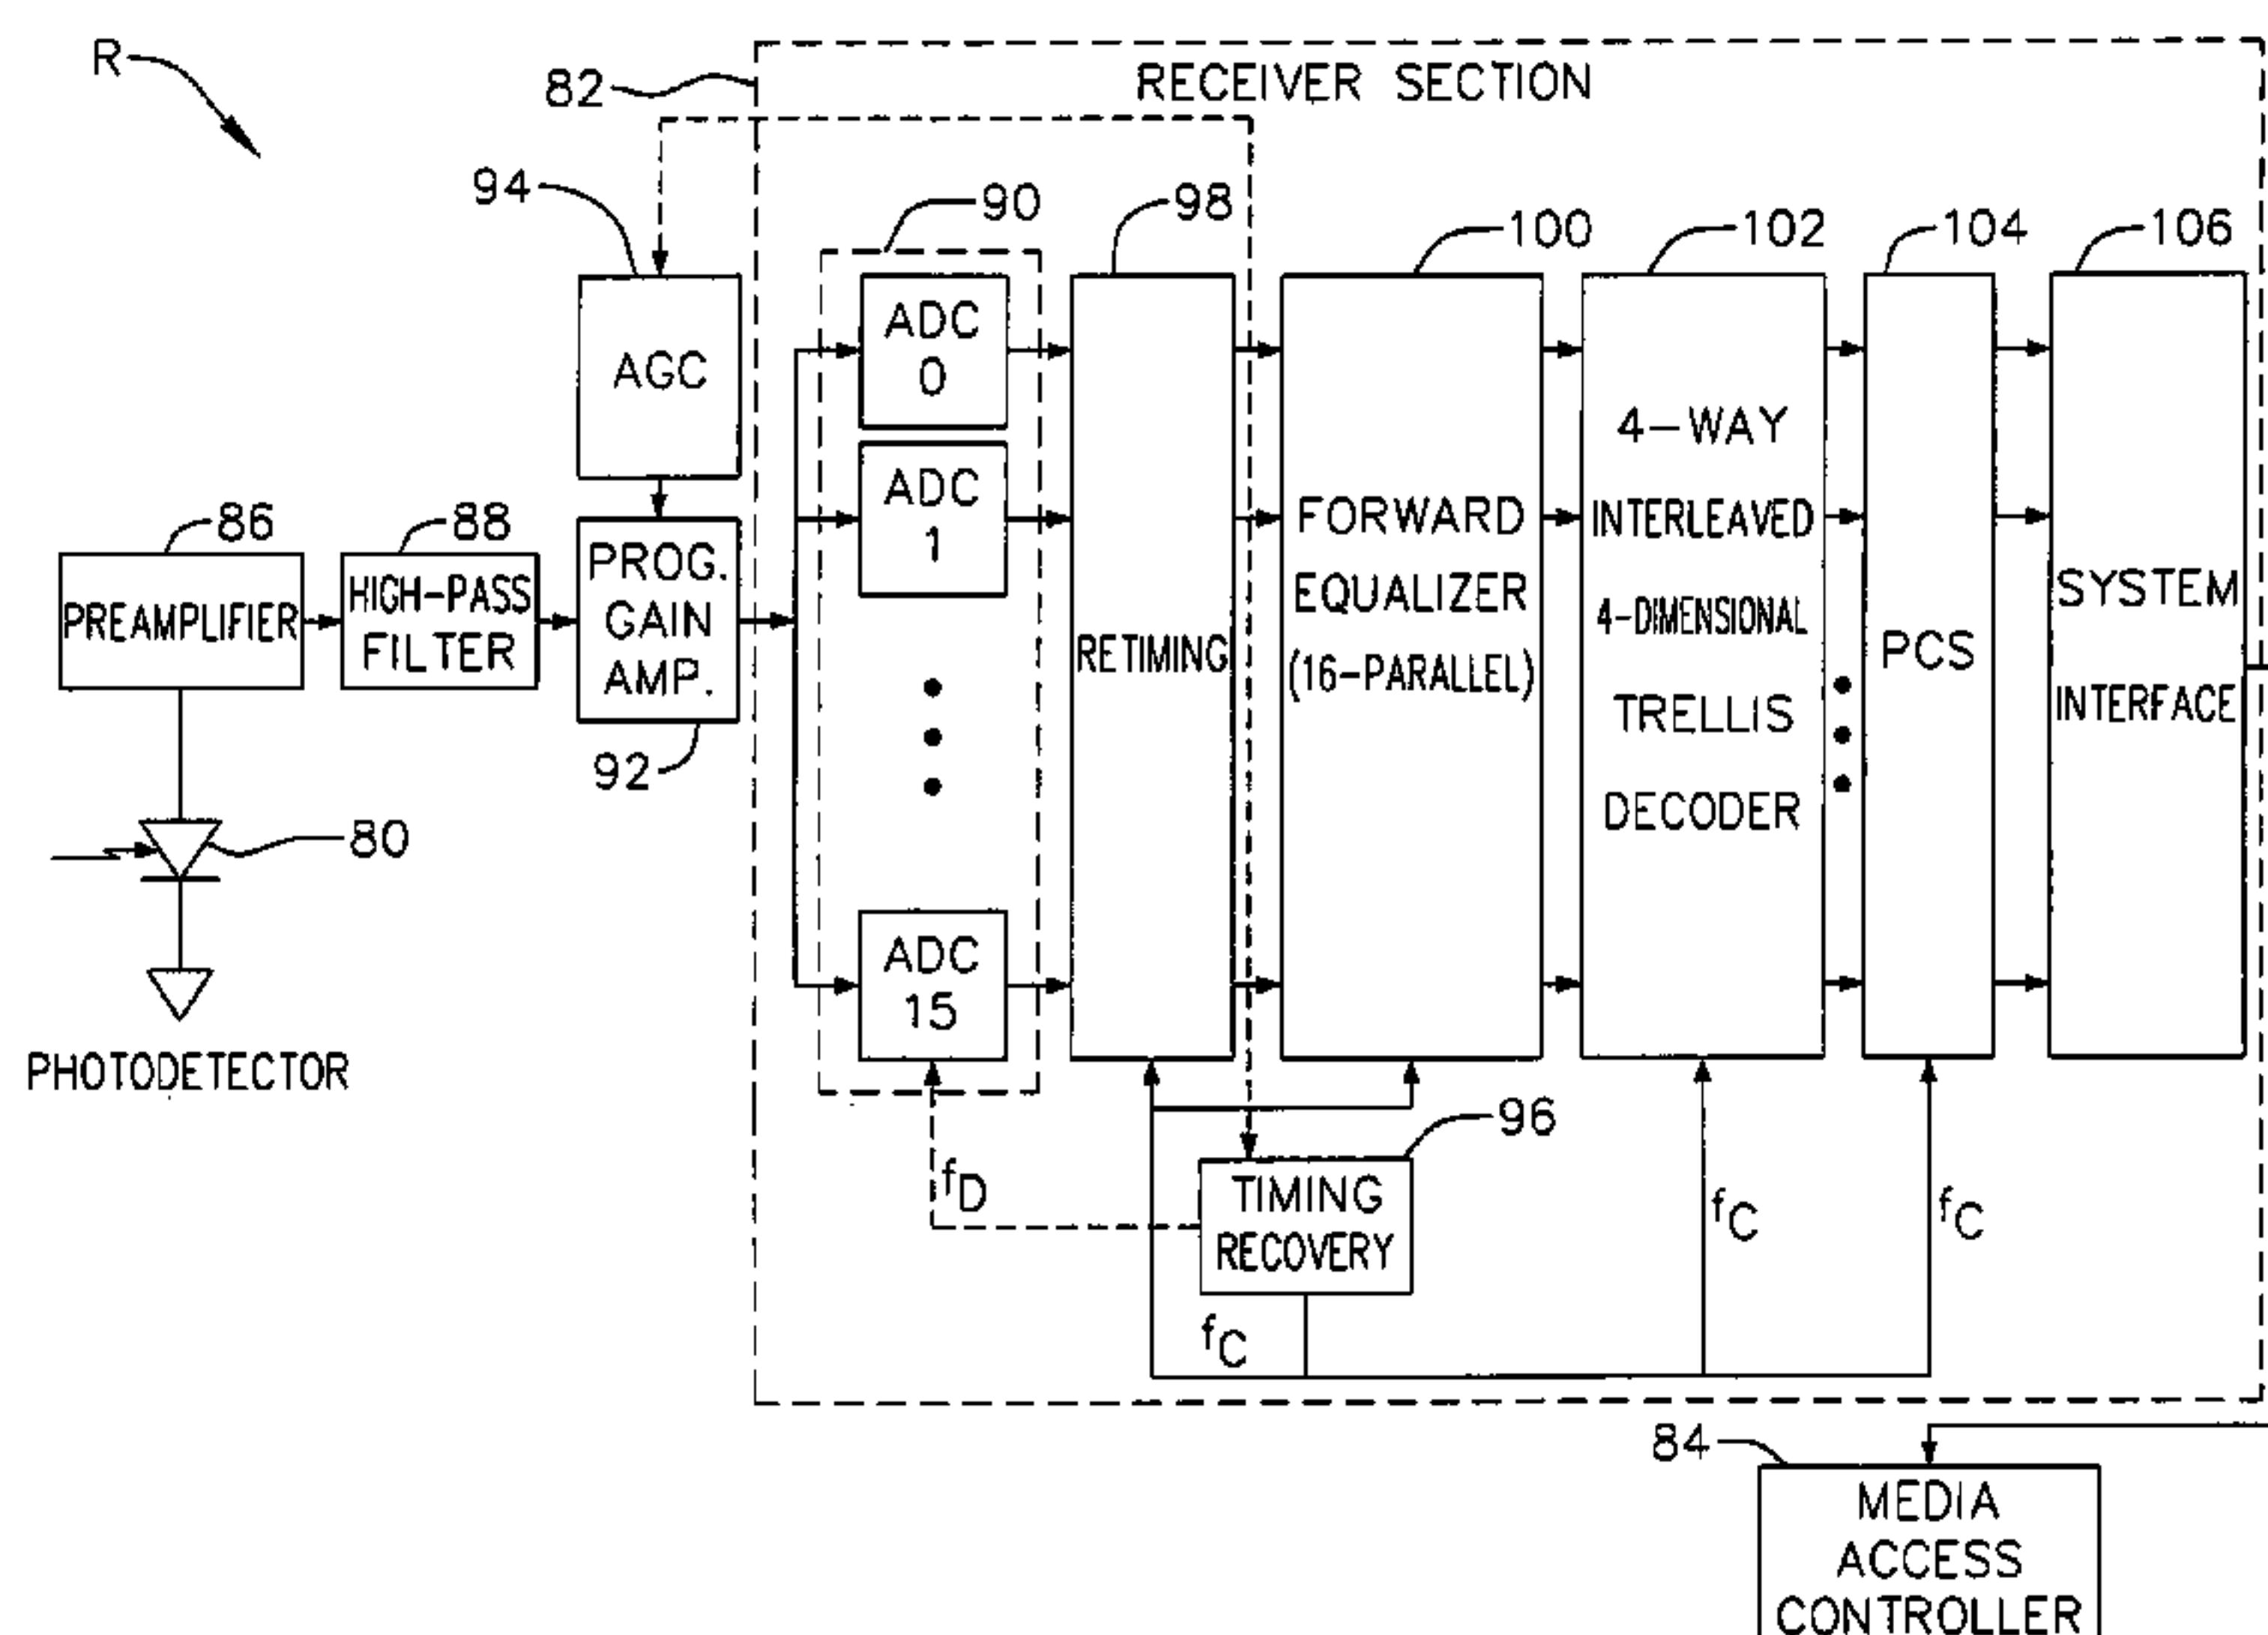 R
82
RECEIVER SECTION
94
90
98
100
102
104
106
AGC
ADC
0
ADC
1
ADC
15
86
PREAMPLIFIER
88
HIGH-PASS
FILTER
PROG.
GAIN
AMP.
92
80
PHOTODETECTOR
RETIMING
FORWARD
EQUALIZER
(16-PARALLEL)
4-WAY
INTERLEAVED
4-DIMENSIONAL
TRELLIS
DECODER
PCS
SYSTEM
INTERFACE
96
TIMING
RECOVERY
fD
fC
fC
fC
84
MEDIA
ACCESS
CONTROLLER